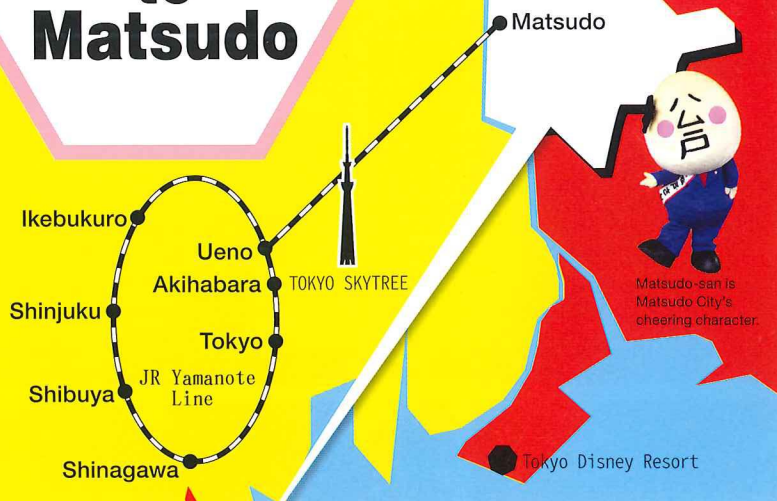 to
Matsudo
Matsudo
Ikebukuro
Ueno
Akihabara
TOKYO SKYTREE
Shinjuku
Tokyo
JR Yamanote
Line
Shibuya
Shinagawa
Matsudo-san is
Matsudo City's
cheering character.
Tokyo Disney Resort